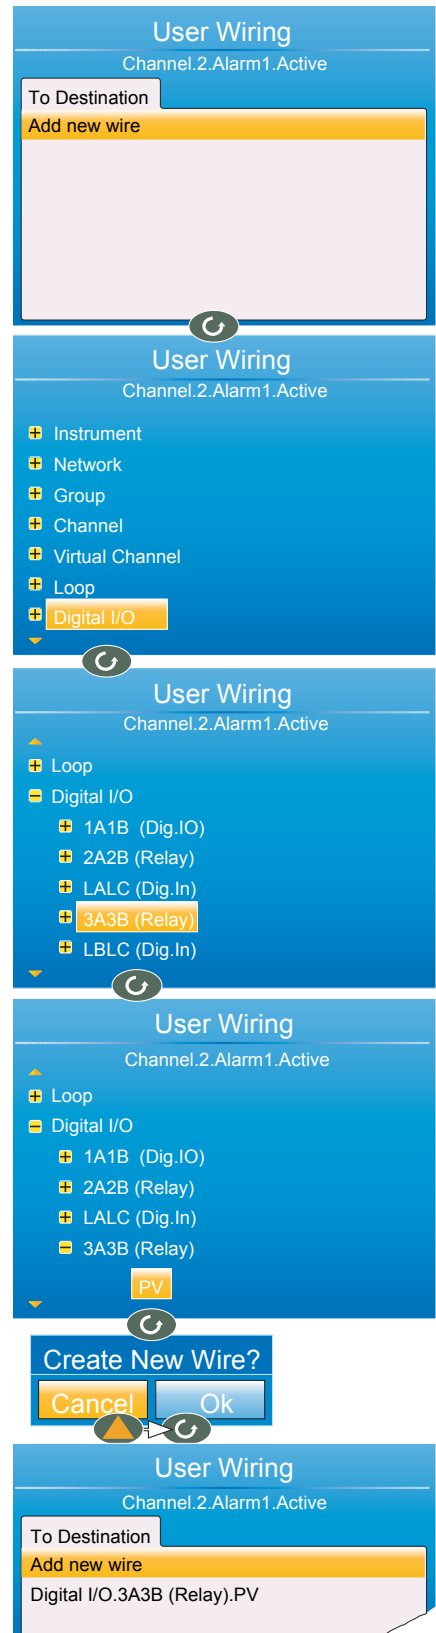 User Wiring
Channel.2.Alarm1.Active
To Destination
Add new wire
User Wiring
Channel.2.Alarm1.Active
Instrument
Network
Group
Channel
Virtual Channel
Loop
Digital I/O
User Wiring
Channel.2.Alarm1.Active
Loop
Digital I/O
1A1B (Dig.IO)
2A2B (Relay)
LALC (Dig.In)
3A3B (Relay)
LBLC (Dig.In)
User Wiring
Channel.2.Alarm1.Active
Loop
Digital I/O
1A1B (Dig.IO)
2A2B (Relay)
LALC (Dig.In)
3A3B (Relay)
PV
Create New Wire?
Cancel Ok
User Wiring
Channel.2.Alarm1.Active
To Destination
Add new wire
Digital I/O.3A3B (Relay).PV